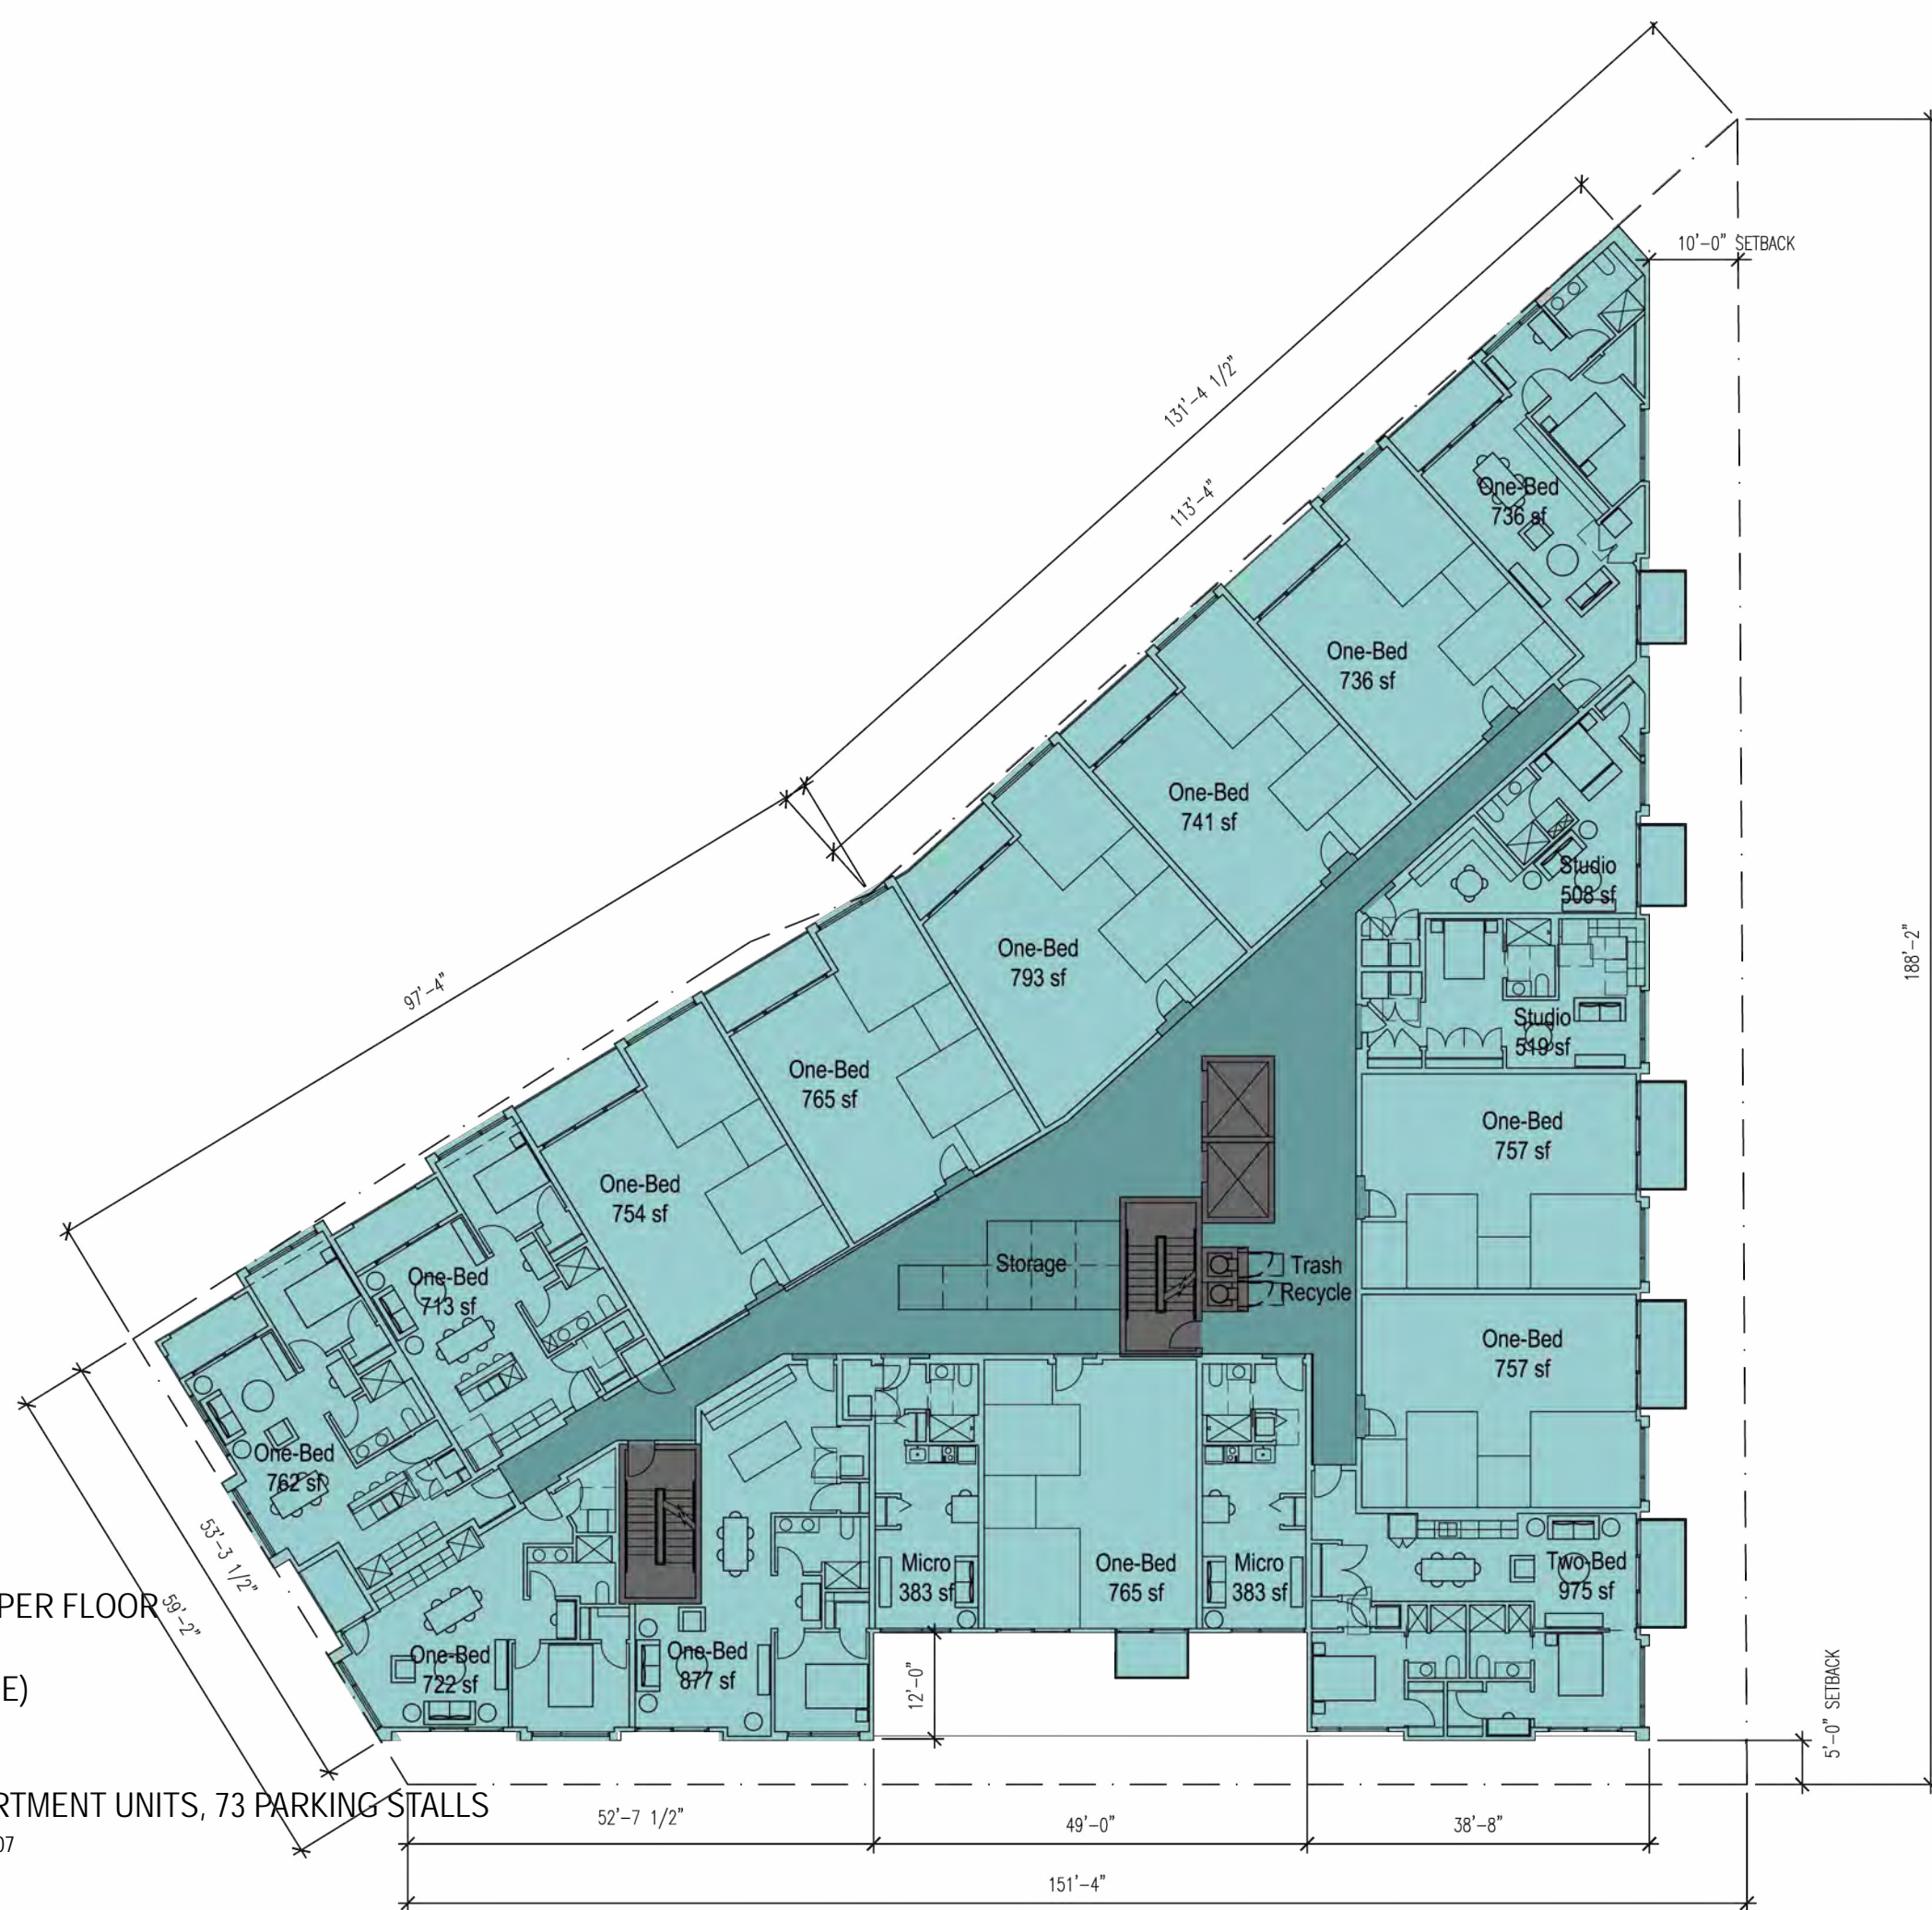 10'-0" SETBACK
131'-4 1/2"
113'-4"
One-Bed
736 sf
One-Bed
736 sf
One-Bed
741 sf
Studio
508 sf
188'-2"
One-Bed
793 sf
97'-4"
Studio
519 sf
One-Bed
765 sf
One-Bed
757 sf
One-Bed
754 sf
Storage
Trash
Recycle
One-Bed
713 sf
One-Bed
757 sf
One-Bed
762 sf
53'-3 1/2"
59'-2"
Micro
383 sf
One-Bed
765 sf
Micro
383 sf
Two-Bed
975 sf
PER FLOOR
One-Bed
722 sf
One-Bed
877 sf
12'-0"
5'-0" SETBACK
E)
RTMENT UNITS, 73 PARKING STALLS
07
52'-7 1/2"
49'-0"
38'-8"
151'-4"